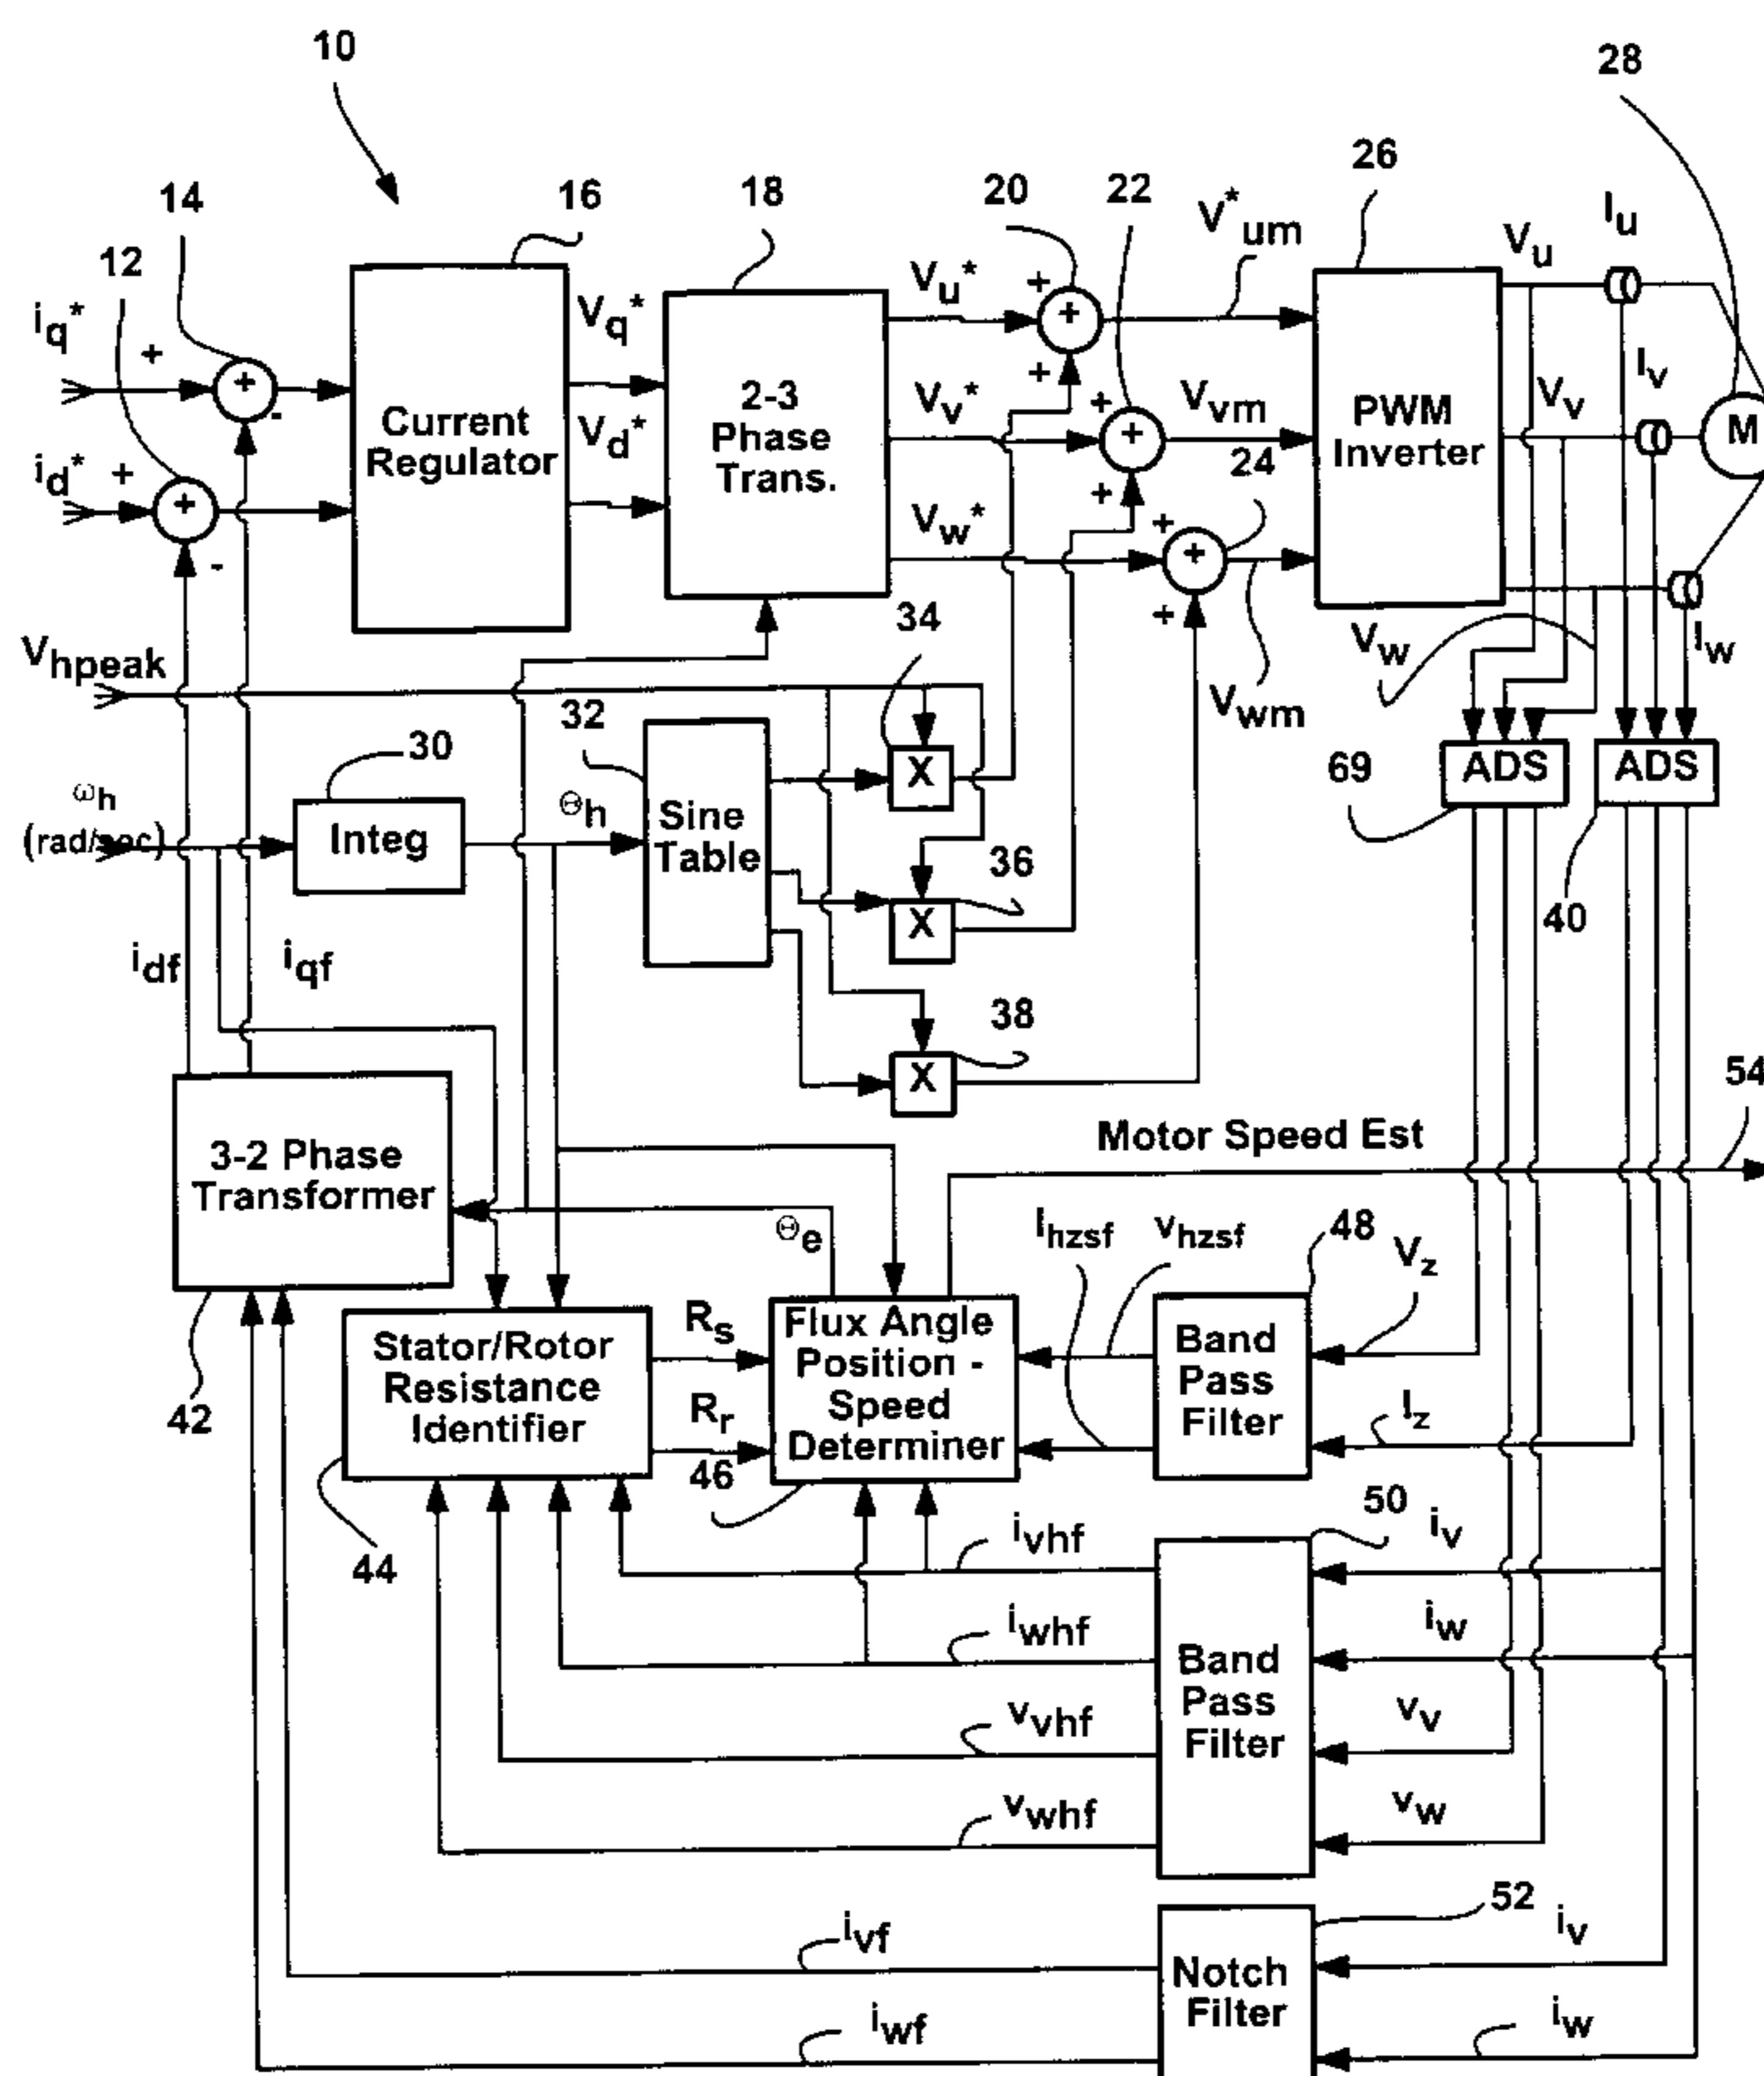 10
28
14
16
18
20
22
26
V*um
Iu
12
Vu
iq*
+
Vq*
Vu*
+
+
+
-
+
Current
Regulator
2-3
Phase
Trans.
Vv*
+
Vvm
PWM
Inverter
Vv
Iv
M
id*
+
Vd*
+
24
+
-
Vw*
+
+
+
34
Vhpeak
Vw
Iw
Vwm
32
30
X
69
ADS
ADS
ωh
(rad/sec)
Integ
Θh
Sine
Table
36
40
X
idf
iqf
38
X
54
Motor Speed Est
3-2 Phase
Transformer
Θe
Ihzsf
vhzsf
48
Vz
Rs
Flux Angle
Position -
Speed
Determiner
Band
Pass
Filter
Stator/Rotor
Resistance
Identifier
Rr
Iz
42
46
50
44
ivhf
iv
iwhf
iw
Band
Pass
Filter
vvhf
vv
vwhf
vw
52
ivf
iv
Notch
Filter
iwf
iw